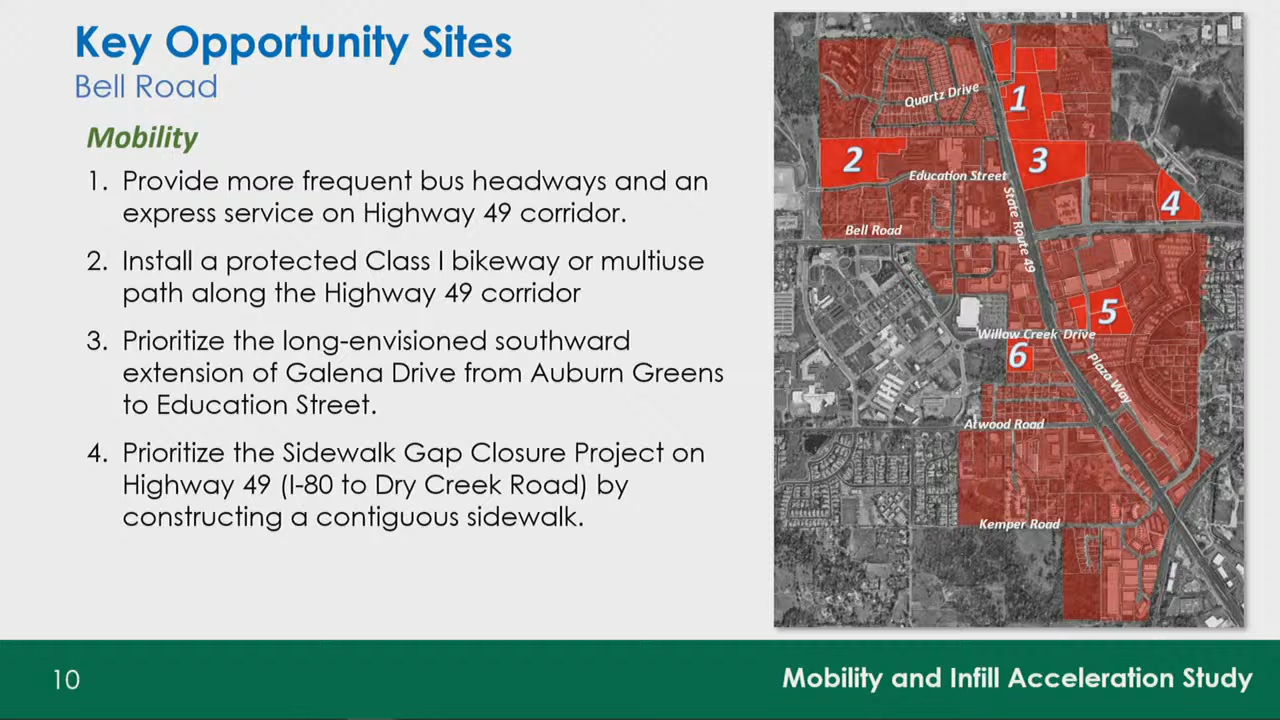 Key Opportunity Sites
Bell Road
Mobility
1. Provide more frequent bus headways and an
express service on Highway 49 corridor.
2. Install a protected Class I bikeway or multiuse
path along the Highway 49 corridor
3. Prioritize the long-envisioned southward
extension of Galena Drive from Auburn Greens
to Education Street.
4. Prioritize the Sidewalk Gap Closure Project on
Highway 49 (I-80 to Dry Creek Road) by
constructing a contiguous sidewalk.
Quartz Drive
1
2
3
Education Street
4
State Route 49
Bell Road
5
Willow Creek Drive
6
Plaza Way
Atwood Road
Kemper Road
10
Mobility and Infill Acceleration Study